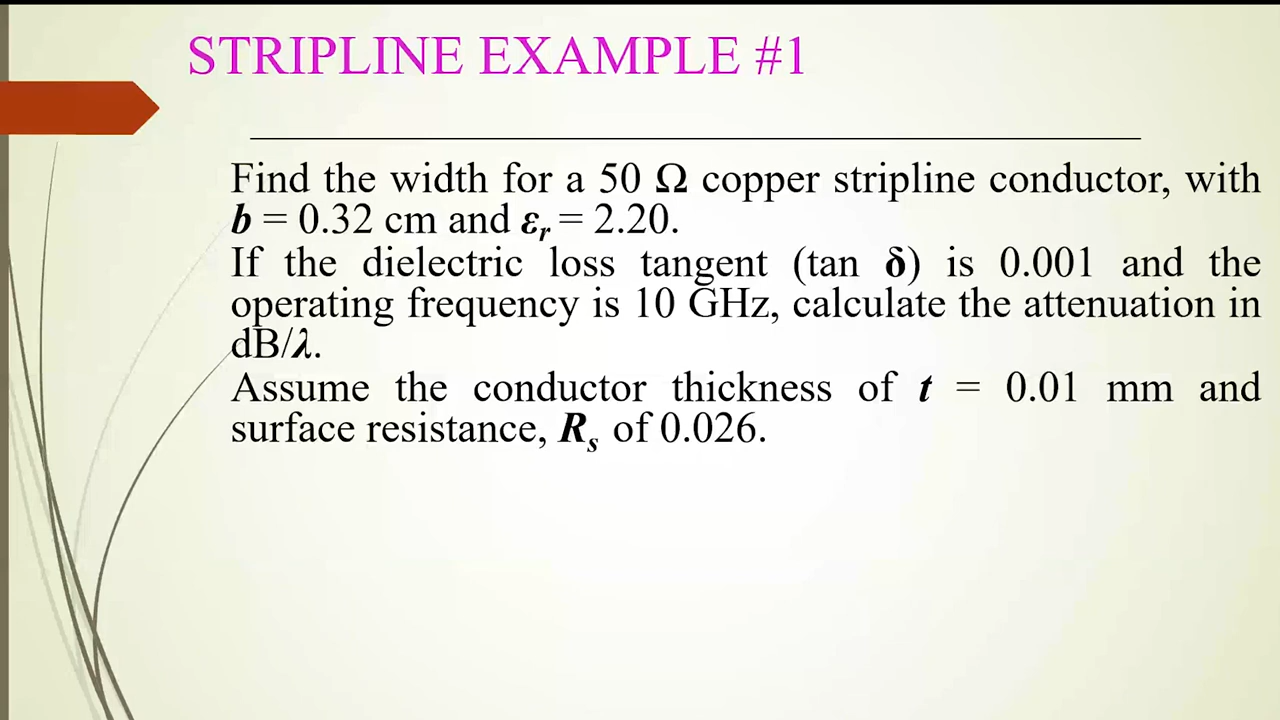 STRIPLINE EXAMPLE #1
Find the width for a 50 Ω copper stripline conductor, with
b = 0.32 cm and εr = 2.20.
If the dielectric loss tangent (tan δ) is 0.001 and the
operating frequency is 10 GHz, calculate the attenuation in
dB/λ.
Assume the conductor thickness of t = 0.01 mm and
surface resistance, Rs of 0.026.